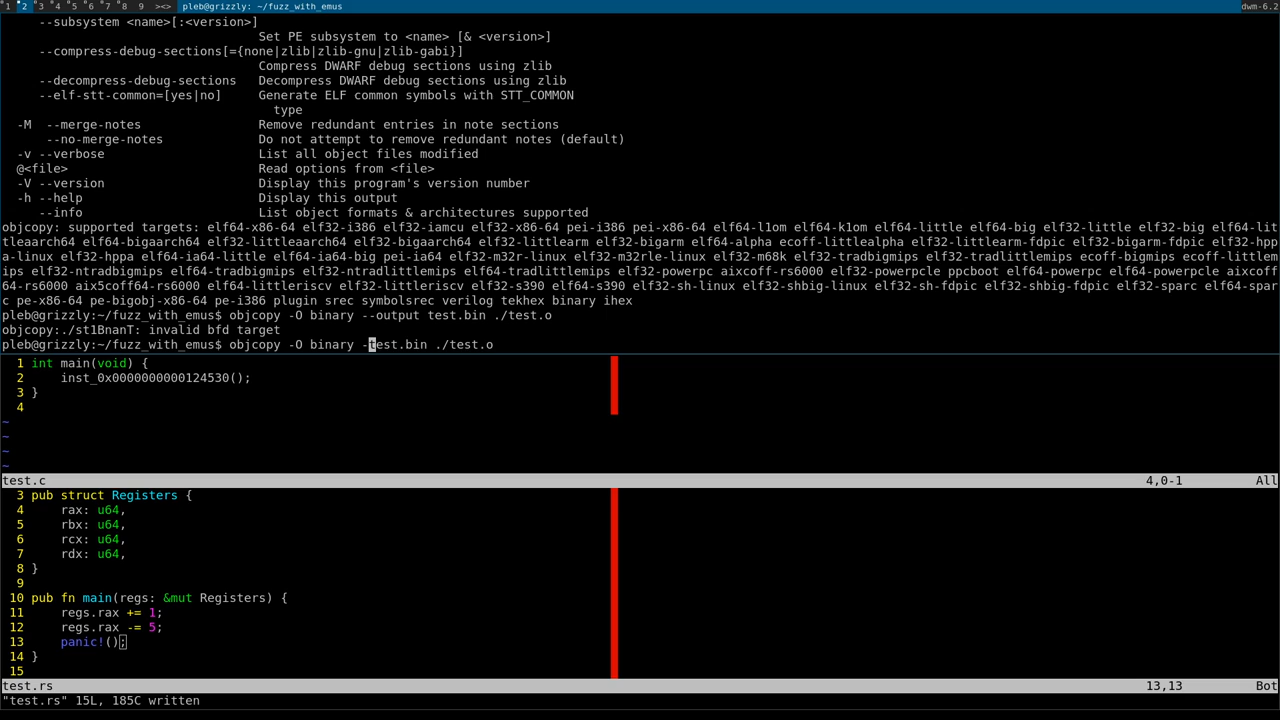 1 2 3 4 5 6 7 8 9 ><> pleb@grizzly: ~/fuzz_with_emus dwm-6.2
--subsystem <name>[:<version>]
Set PE subsystem to <name> [& <version>]
--compress-debug-sections[={none|zlib|zlib-gnu|zlib-gabi}]
Compress DWARF debug sections using zlib
--decompress-debug-sections Decompress DWARF debug sections using zlib
--elf-stt-common=[yes|no] Generate ELF common symbols with STT_COMMON
type
-M --merge-notes Remove redundant entries in note sections
--no-merge-notes Do not attempt to remove redundant notes (default)
-v --verbose List all object files modified
@<file> Read options from <file>
-V --version Display this program's version number
-h --help Display this output
--info List object formats & architectures supported
objcopy: supported targets: elf64-x86-64 elf32-i386 elf32-iamcu elf32-x86-64 pei-i386 pei-x86-64 elf64-l1om elf64-k1om elf64-little elf64-big elf32-little elf32-big elf64-lit
tleaarch64 elf64-bigaarch64 elf32-littleaarch64 elf32-bigaarch64 elf32-littlearm elf32-bigarm elf64-alpha ecoff-littlealpha elf32-littlearm-fdpic elf32-bigarm-fdpic elf32-hpp
a-linux elf32-hppa elf64-ia64-little elf64-ia64-big pei-ia64 elf32-m32r-linux elf32-m32rle-linux elf32-m68k elf32-tradbigmips elf32-tradlittlemips ecoff-bigmips ecoff-littlem
ips elf32-ntradbigmips elf64-tradbigmips elf32-ntradlittlemips elf64-tradlittlemips elf32-powerpc aixcoff-rs6000 elf32-powerpcle ppcboot elf64-powerpc elf64-powerpcle aixcoff
64-rs6000 aix5coff64-rs6000 elf64-littleriscv elf32-littleriscv elf32-s390 elf64-s390 elf32-sh-linux elf32-shbig-linux elf32-sh-fdpic elf32-shbig-fdpic elf32-sparc elf64-spar
c pe-x86-64 pe-bigobj-x86-64 pe-i386 plugin srec symbolsrec verilog tekhex binary ihex
pleb@grizzly:~/fuzz_with_emus$ objcopy -O binary --output test.bin ./test.o
objcopy:./st1BnanT: invalid bfd target
pleb@grizzly:~/fuzz_with_emus$ objcopy -O binary -test.bin ./test.o
1 int main(void) {
2 inst_0x0000000000124530();
3 }
4
~
~
~
~
test.c 4,0-1 All
3 pub struct Registers {
4 rax: u64,
5 rbx: u64,
6 rcx: u64,
7 rdx: u64,
8 }
9
10 pub fn main(regs: &mut Registers) {
11 regs.rax += 1;
12 regs.rax -= 5;
13 panic!();
14 }
15
test.rs 13,13 Bot
"test.rs" 15L, 185C written